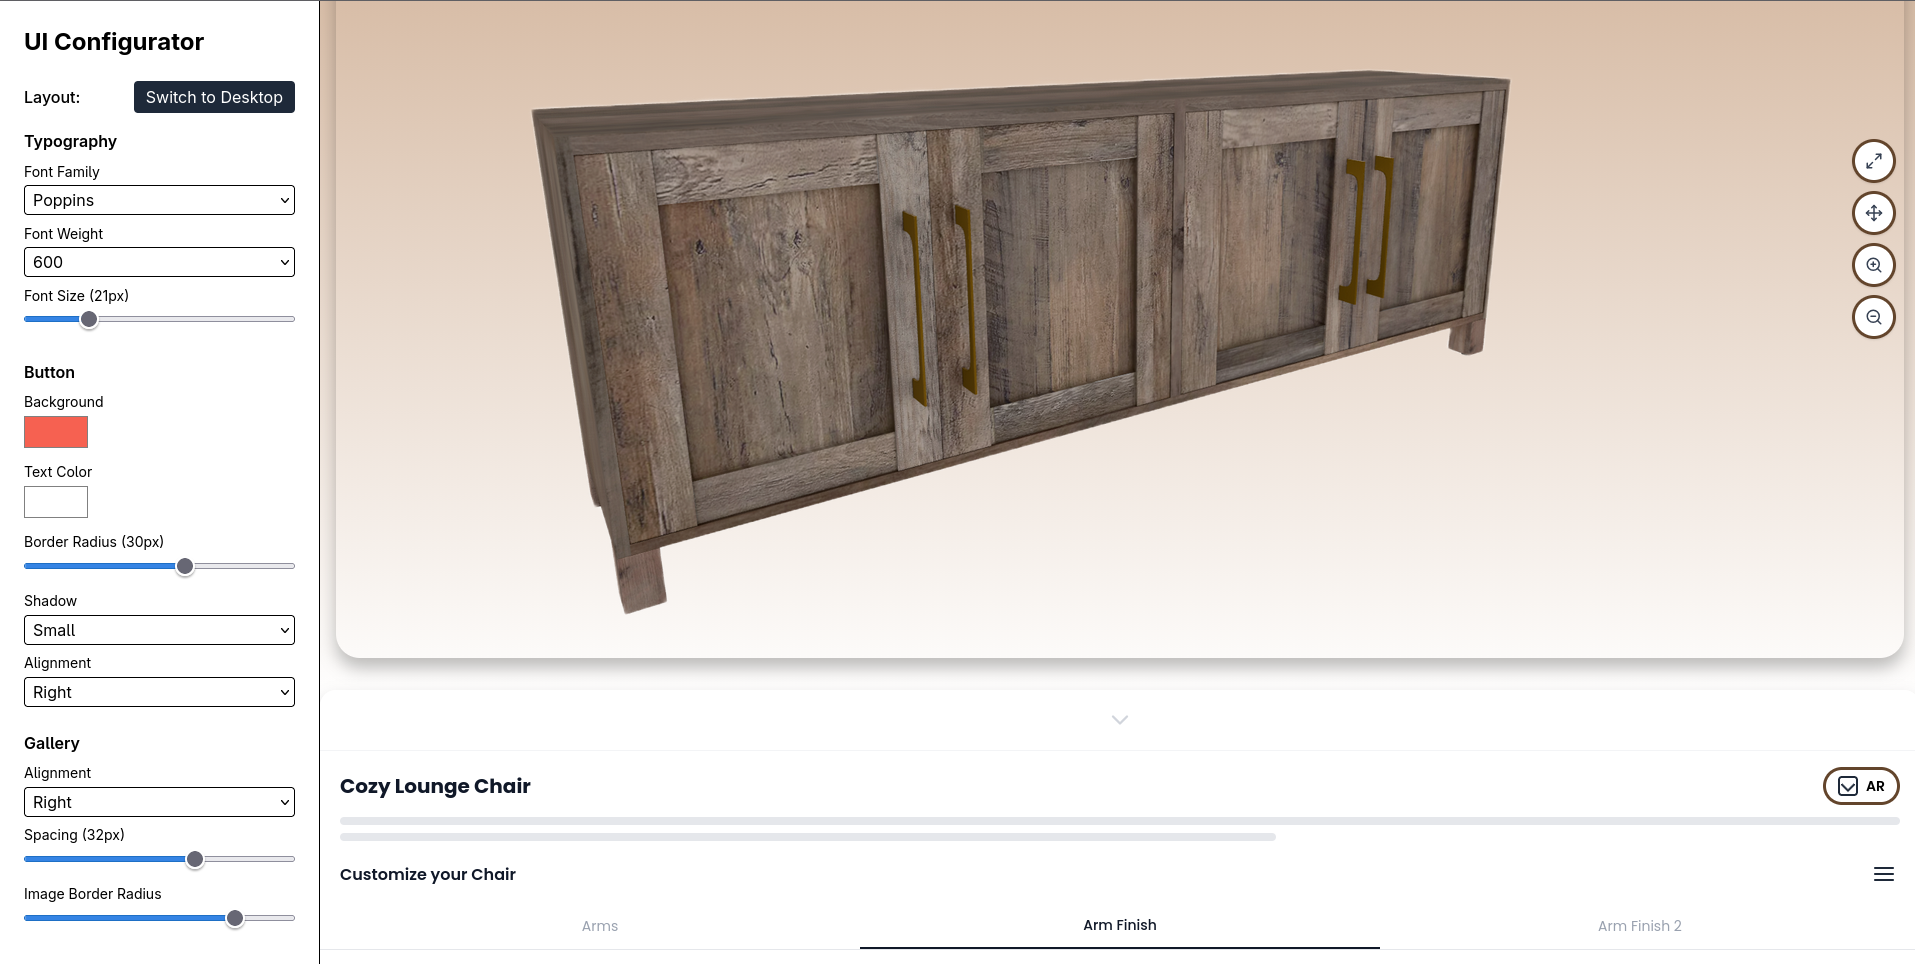 UI Configurator
Layout:
Switch to Desktop
Typography
Font Family
Poppins
Font Weight
600
Font Size (21px)
Button
Background
Text Color
Border Radius (30px)
Shadow
Small
Alignment
Right
Gallery
Alignment
Right
Spacing (32px)
Image Border Radius
Cozy Lounge Chair
AR
Customize your Chair
Arms
Arm Finish
Arm Finish 2